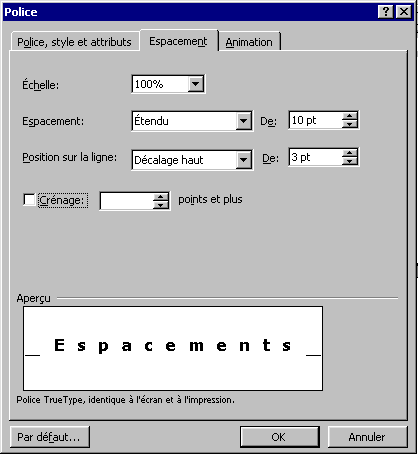 Police
Police, style et attributs Espacement Animation
Échelle: 100%
Espacement: Étendu De: 10 pt
Position sur la ligne: Décalage haut De: 3 pt
Crénage: points et plus
Aperçu
_ E s p a c e m e n t s _
Police TrueType, identique à l'écran et à l'impression.
Par défaut... OK Annuler